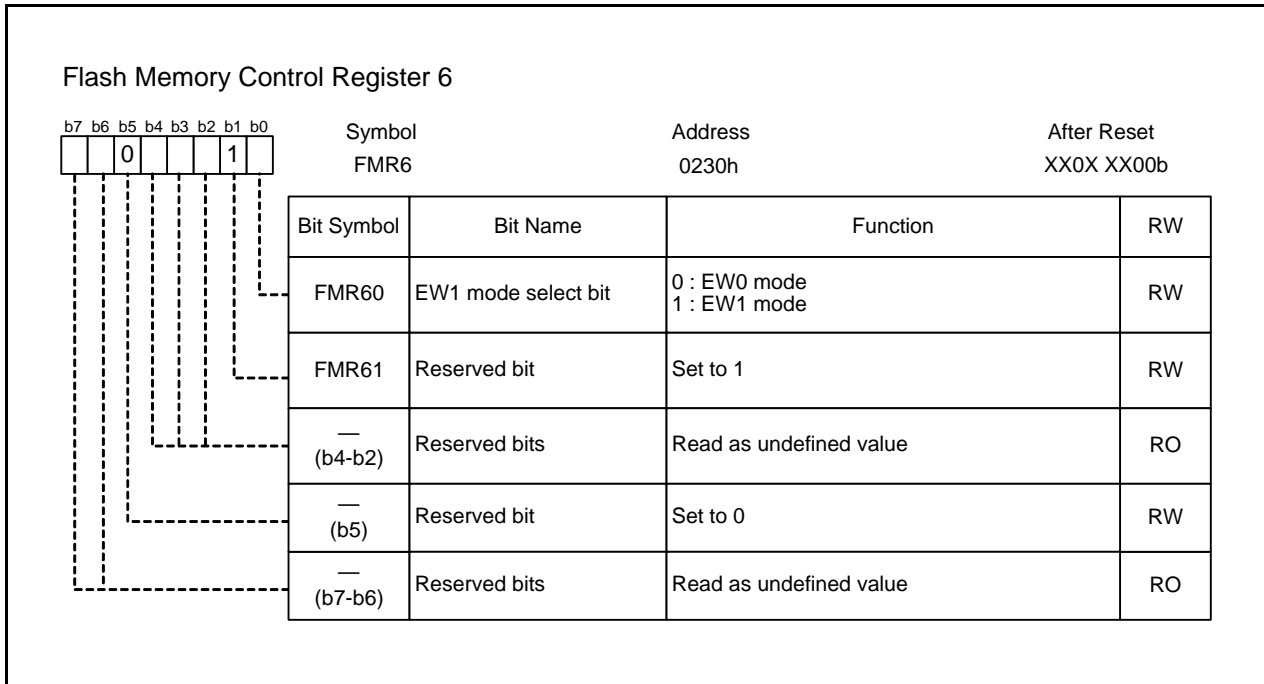 Flash Memory Control Register 6
b7 b6 b5 b4 b3 b2 b1 b0
0 1
Symbol Address After Reset
FMR6 0230h XX0X XX00b
Bit Symbol Bit Name Function RW
FMR60 EW1 mode select bit 0 : EW0 mode
1 : EW1 mode RW
FMR61 Reserved bit Set to 1 RW
—
(b4-b2) Reserved bits Read as undefined value RO
—
(b5) Reserved bit Set to 0 RW
—
(b7-b6) Reserved bits Read as undefined value RO